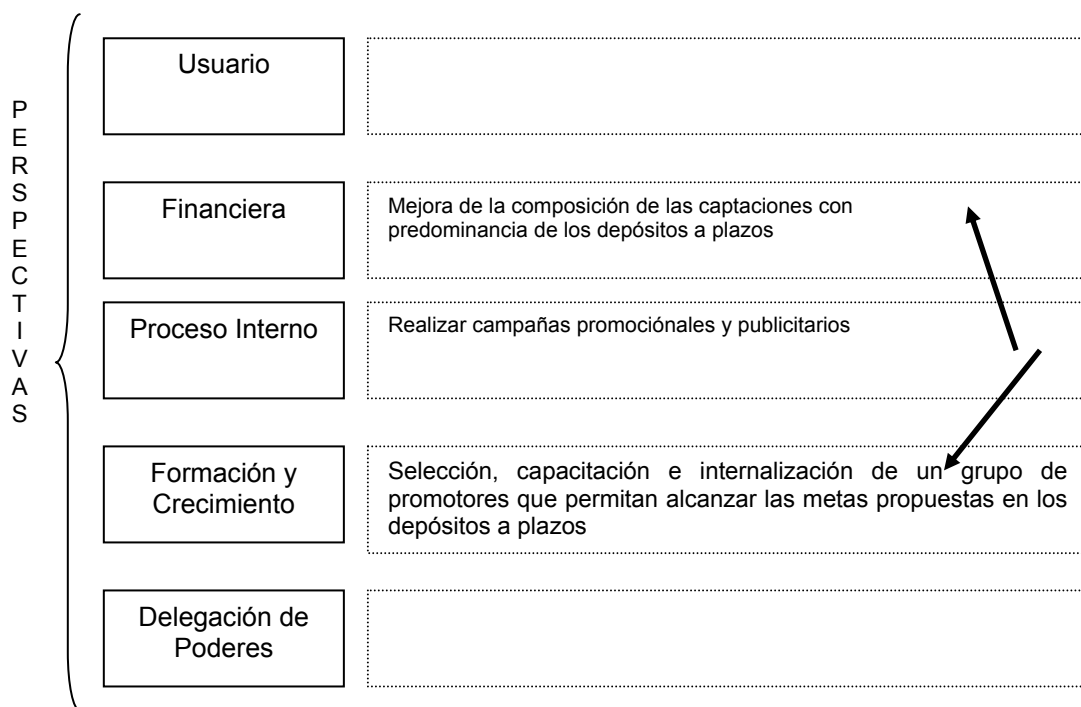 PERSPECTIVAS
Usuario
Financiera
Mejora de la composición de las captaciones con
predominancia de los depósitos a plazos
Proceso Interno
Realizar campañas promociónales y publicitarios
Formación y
Crecimiento
Selección, capacitación e internalización de un grupo de
promotores que permitan alcanzar las metas propuestas en los
depósitos a plazos
Delegación de
Poderes